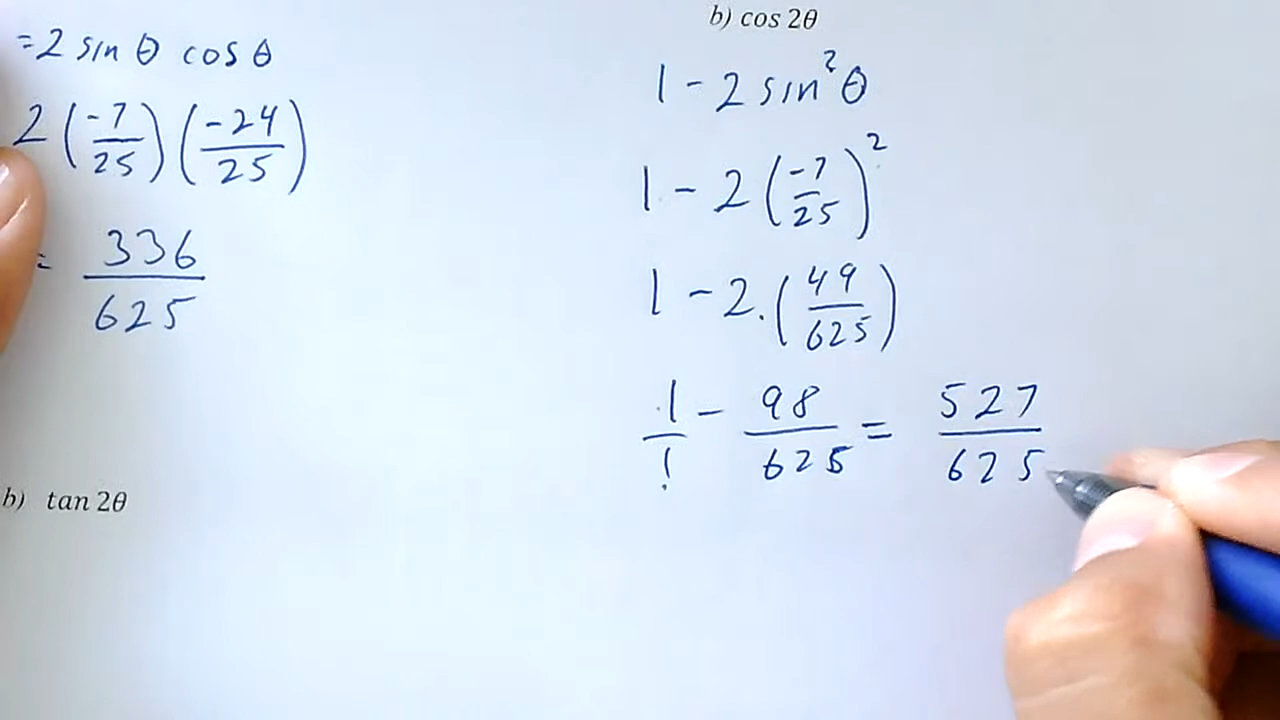 = 2 sin θ cos θ
2 (-7/25) (-24/25)
= 336/625
b) tan 2θ
b) cos 2θ
1 - 2 sin² θ
1 - 2 (-7/25)²
1 - 2 . (49/625)
1/1 - 98/625 = 527/625